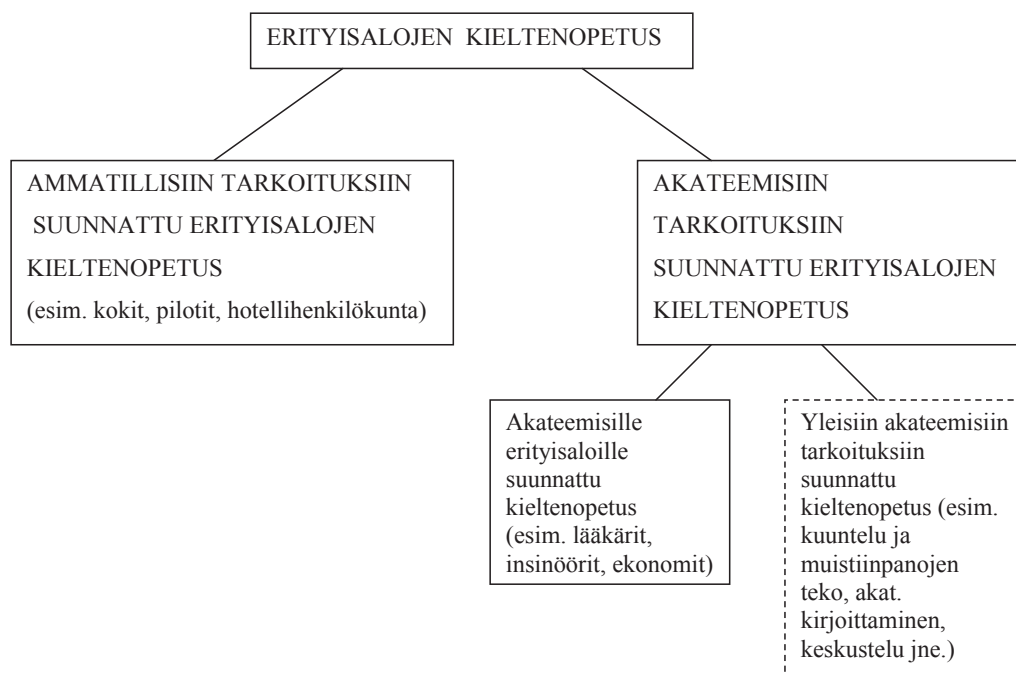 ERITYISALOJEN KIELTENOPETUS
AMMATILLISIIN TARKOITUKSIIN
SUUNNATTU ERITYISALOJEN
KIELTENOPETUS
(esim. kokit, pilotit, hotellihenkilökunta)
AKATEEMISIIN
TARKOITUKSIIN
SUUNNATTU ERITYISALOJEN
KIELTENOPETUS
Akateemisille
erityisaloille
suunnattu
kieltenopetus
(esim. lääkärit,
insinöörit, ekonomit)
Yleisiin akateemisiin
tarkoituksiin
suunnattu
kieltenopetus (esim.
kuuntelu ja
muistiinpanojen
teko, akat.
kirjoittaminen,
keskustelu jne.)